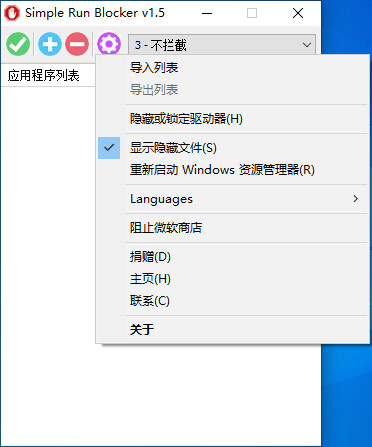 Simple Run Blocker v1.5
3 - 不拦截
应用程序列表
导入列表
导出列表
隐藏或锁定驱动器(H)
显示隐藏文件(S)
重新启动 Windows 资源管理器(R)
Languages
阻止微软商店
捐赠(D)
主页(H)
联系(C)
关于